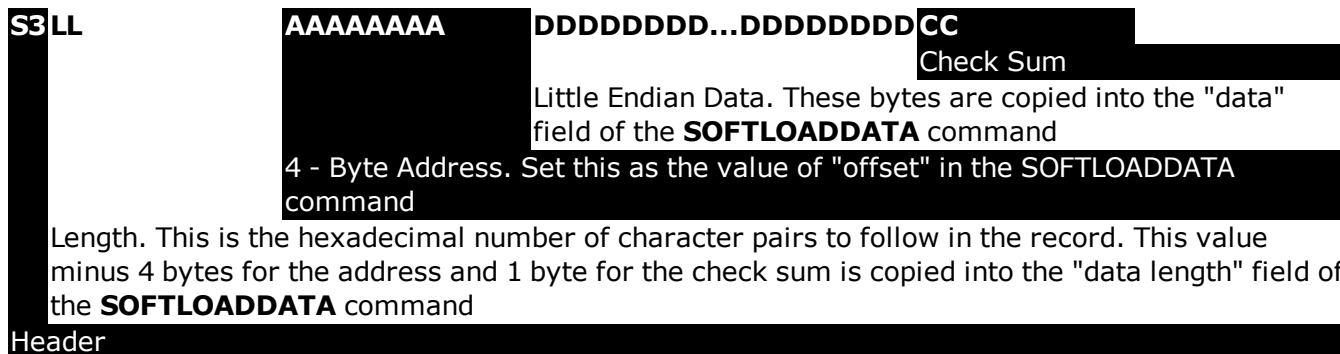 S3 LL AAAAAAAA DDDDDDDD...DDDDDDDD CC
Check Sum
Little Endian Data. These bytes are copied into the "data"
field of the SOFTLOADDATA command
4 - Byte Address. Set this as the value of "offset" in the SOFTLOADDATA
command
Length. This is the hexadecimal number of character pairs to follow in the record. This value
minus 4 bytes for the address and 1 byte for the check sum is copied into the "data length" field of
the SOFTLOADDATA command
Header